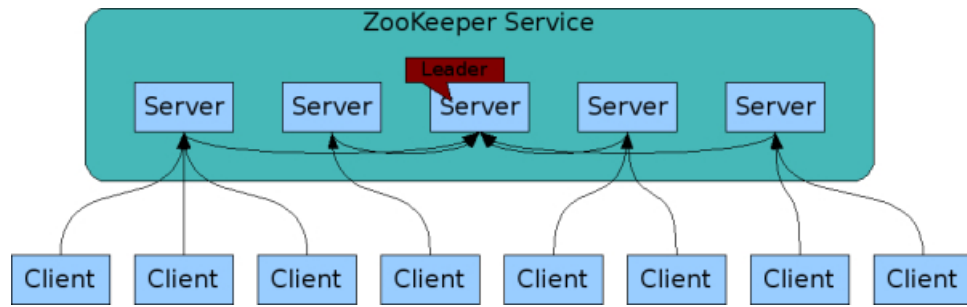 ZooKeeper Service
Leader
Server Server Server Server Server
Client Client Client Client Client Client Client Client